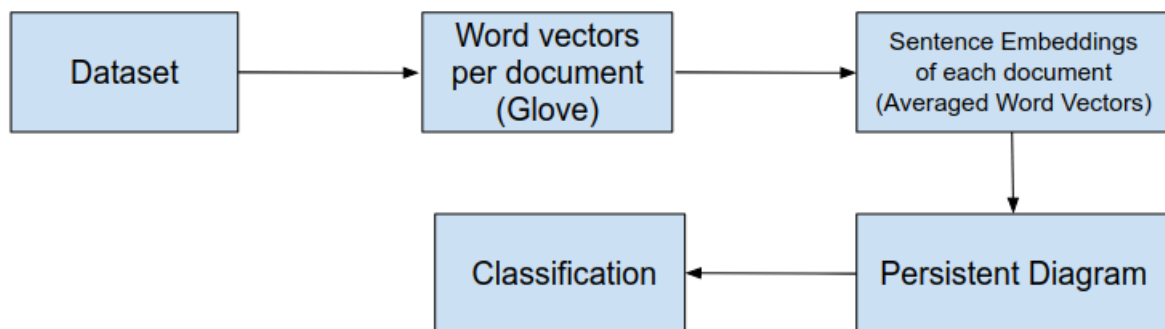 Dataset
Word vectors
per document
(Glove)
Sentence Embeddings
of each document
(Averaged Word Vectors)
Classification
Persistent Diagram